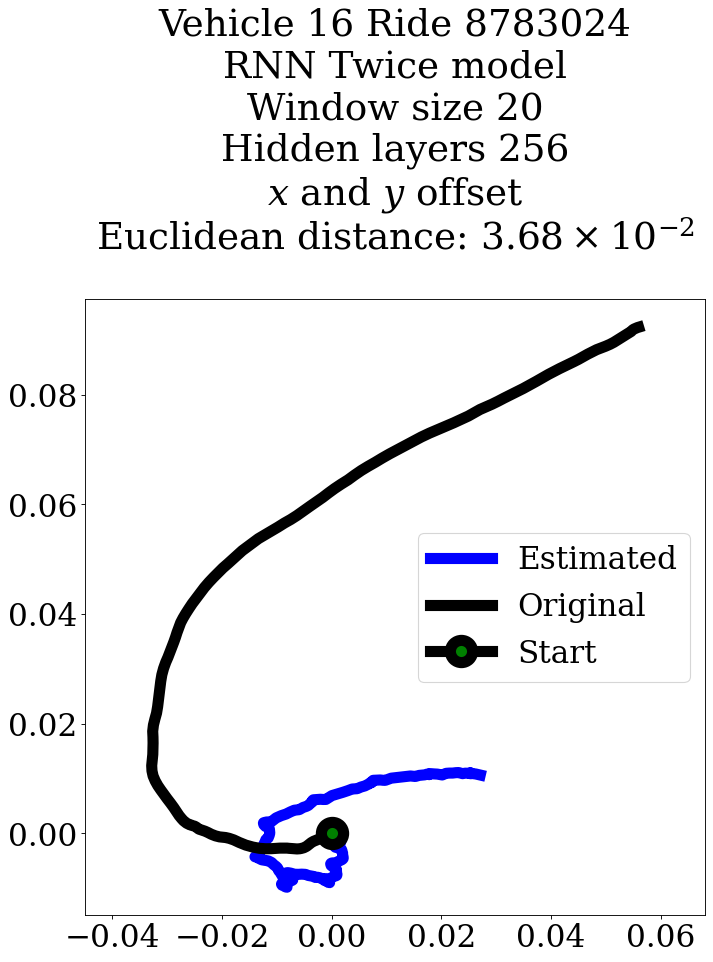 Vehicle 16 Ride 8783024
RNN Twice model
Window size 20
Hidden layers 256
x and y offset
Euclidean distance: 3.68 × 10⁻²
0.08
0.06
0.04
0.02
0.00
Estimated
Original
Start
−0.04 −0.02 0.00 0.02 0.04 0.06